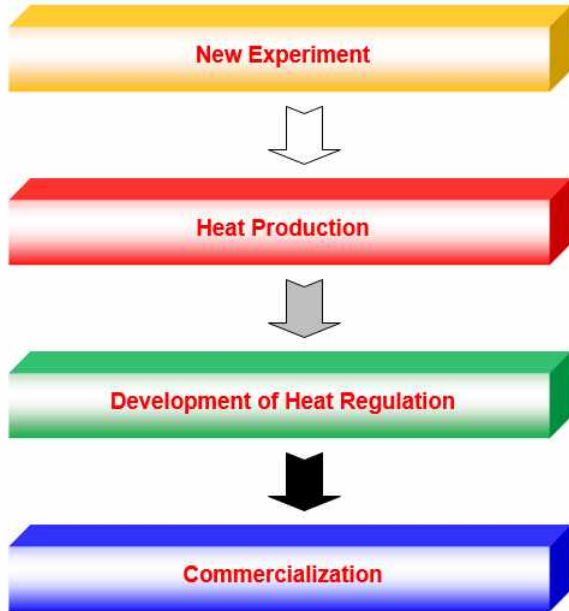 New Experiment
Heat Production
Development of Heat Regulation
Commercialization